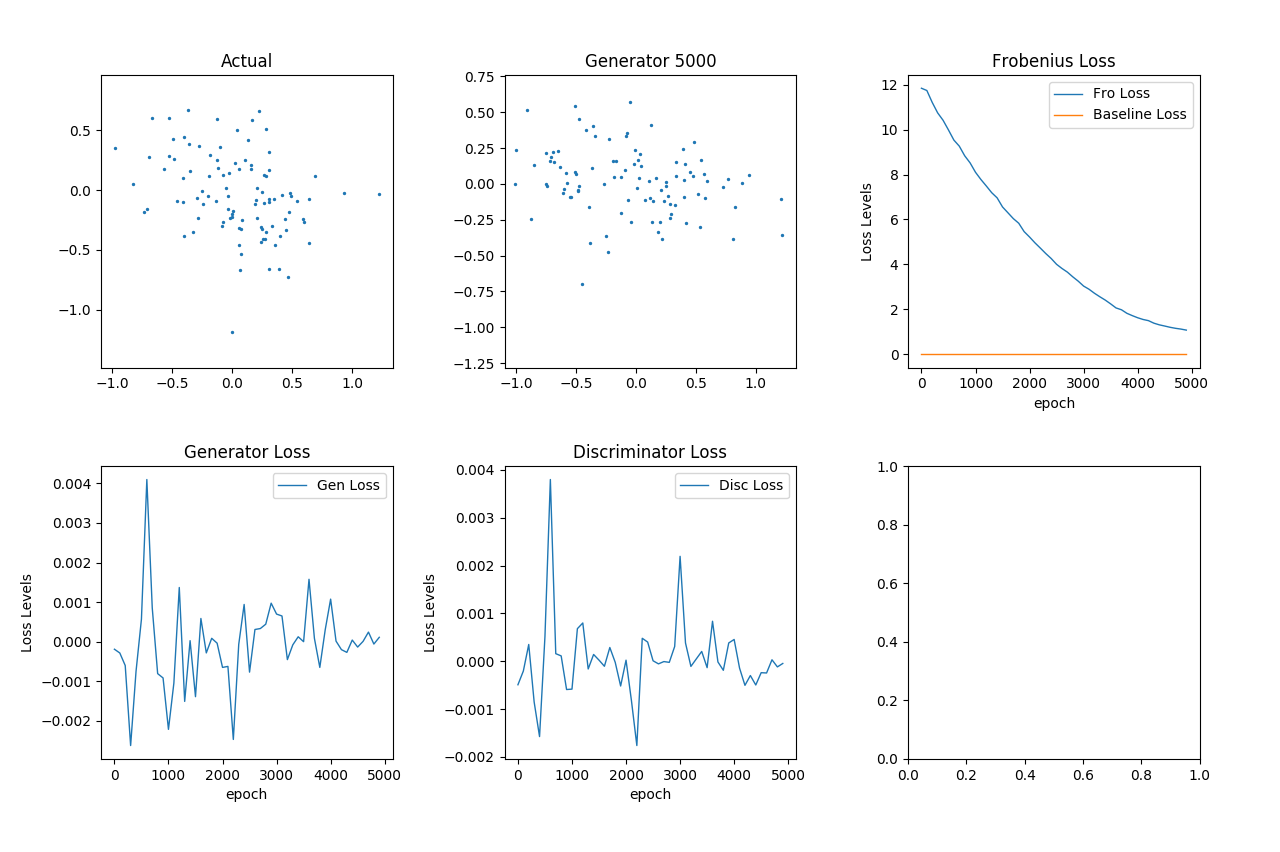 Actual
0.5
0.0
−0.5
−1.0
−1.0 −0.5 0.0 0.5 1.0
Generator 5000
0.75
0.50
0.25
0.00
−0.25
−0.50
−0.75
−1.00
−1.25
−1.0 −0.5 0.0 0.5 1.0
Frobenius Loss
Fro Loss
Baseline Loss
Loss Levels
12
10
8
6
4
2
0
0 1000 2000 3000 4000 5000
epoch
Generator Loss
Gen Loss
Loss Levels
0.004
0.003
0.002
0.001
0.000
−0.001
−0.002
0 1000 2000 3000 4000 5000
epoch
Discriminator Loss
Disc Loss
Loss Levels
0.004
0.003
0.002
0.001
0.000
−0.001
−0.002
0 1000 2000 3000 4000 5000
epoch
1.0
0.8
0.6
0.4
0.2
0.0
0.0 0.2 0.4 0.6 0.8 1.0